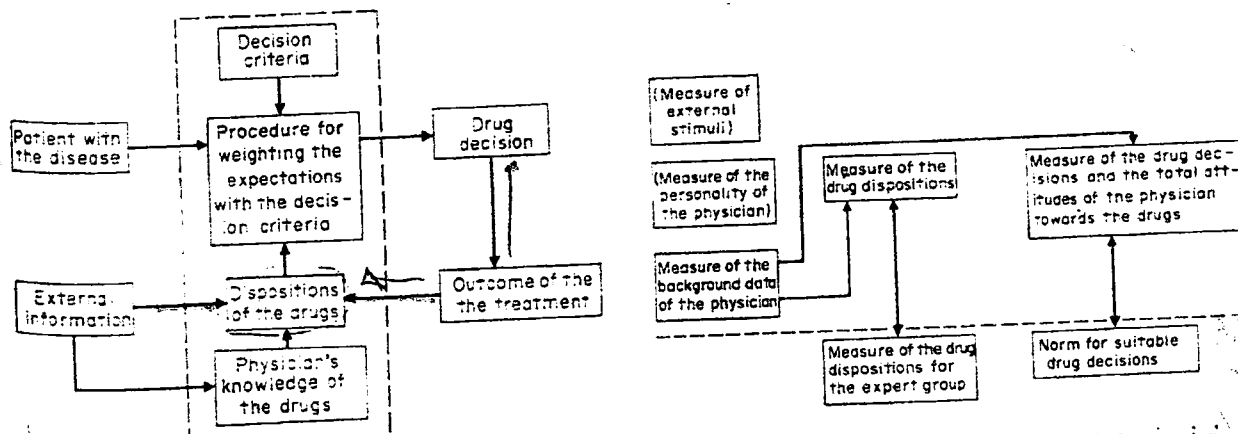 Decision
criteria
Patient with
the disease
Procedure for
weighting the
expectations
with the decis-
ion criteria
Drug
decision
External
information
Dispositions
of the drugs
Outcome of the
the treatment
Physician's
knowledge of
the drugs
(Measure of
external
stimuli)
(Measure of the
personality of
the physician)
Measure of the
background data
of the physician
Measure of the
drug dispositions
Measure of the drug dec-
isions and the total att-
itudes of the physician
towards the drugs
Measure of the drug
dispositions for
the expert group
Norm for suitable
drug decisions